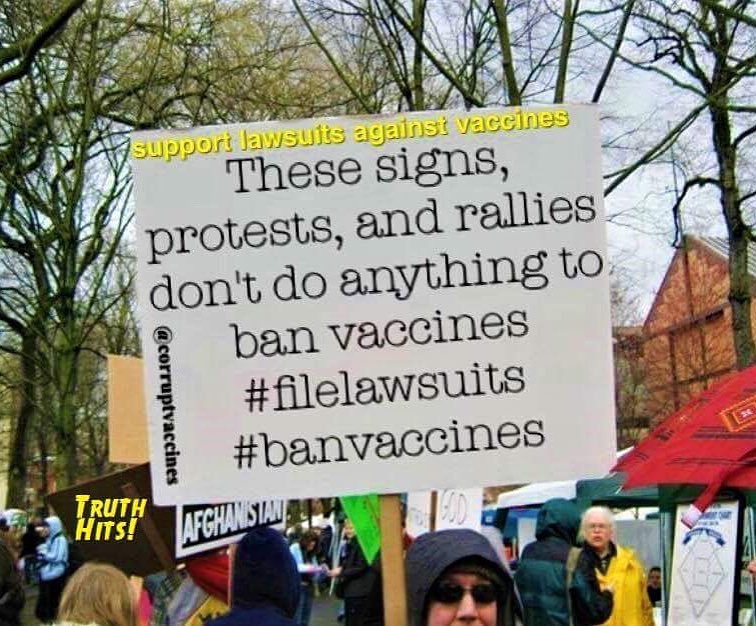 support lawsuits against vaccines
These signs,
protests, and rallies
don't do anything to
ban vaccines
#filelawsuits
#banvaccines
@corruptvaccines
TRUTH
HITS!
AFGHANISTAN
GOD